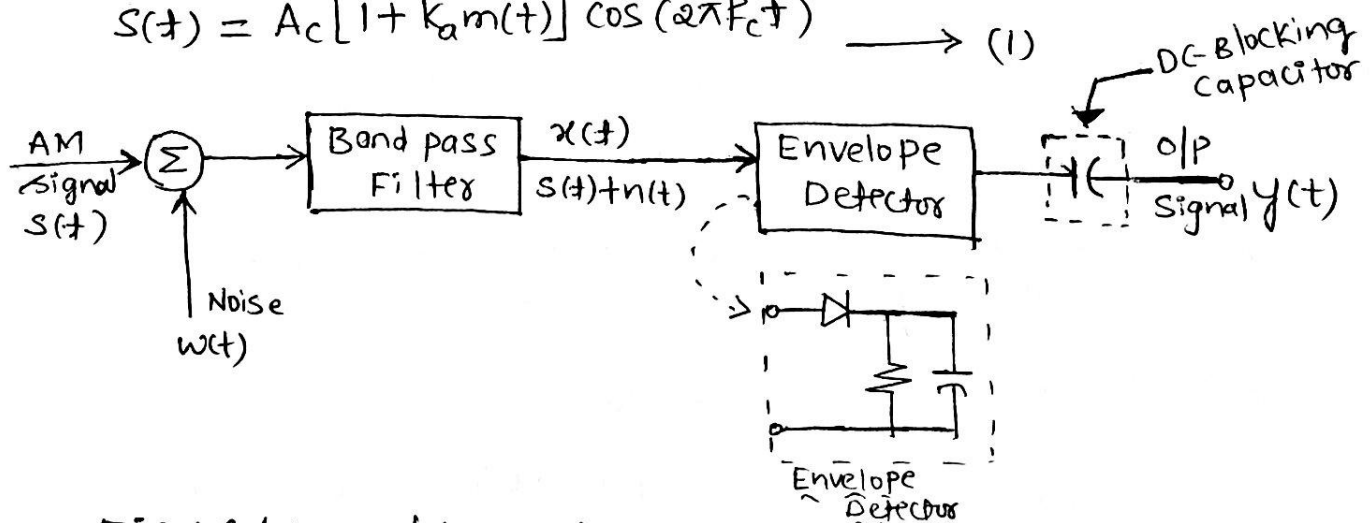 S(t) = Ac[1+ Kam(t)] cos (2πFct) → (1)
DC-Blocking
Capacitor
AM
Signal
S(t)
Σ
Noise
w(t)
Band pass
Filter
x(t)
s(t)+n(t)
Envelope
Detector
o/p
Signal y(t)
Envelope
Detector